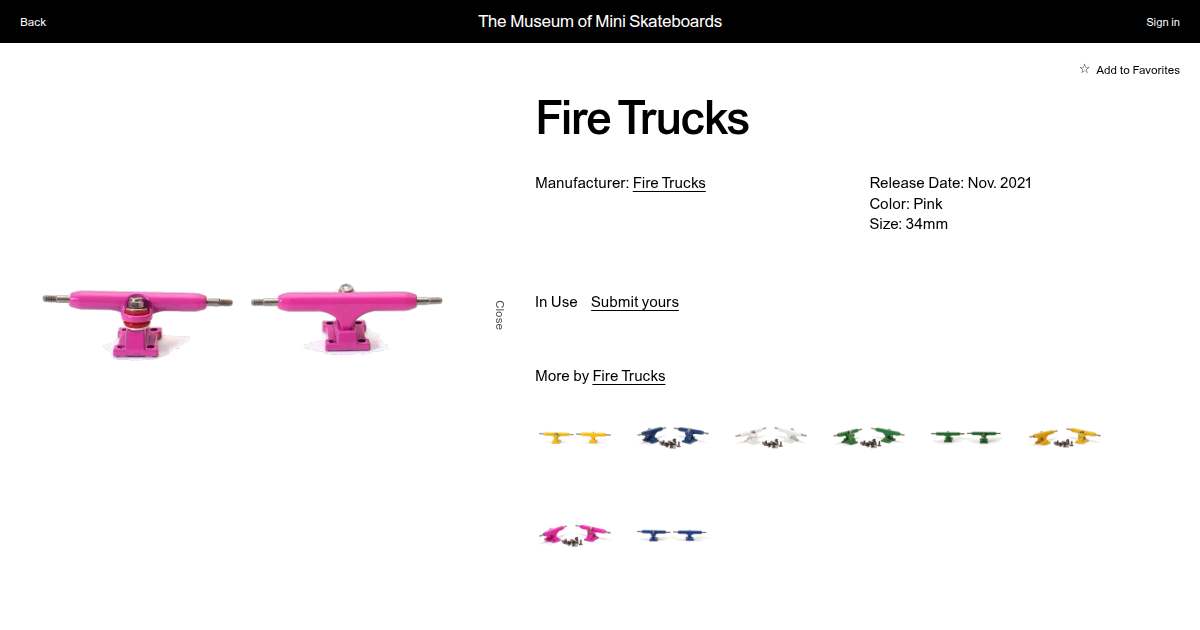 Back
The Museum of Mini Skateboards
Sign in
☆ Add to Favorites
Fire Trucks
Manufacturer: Fire Trucks
Release Date: Nov. 2021
Color: Pink
Size: 34mm
Close
In Use Submit yours
More by Fire Trucks